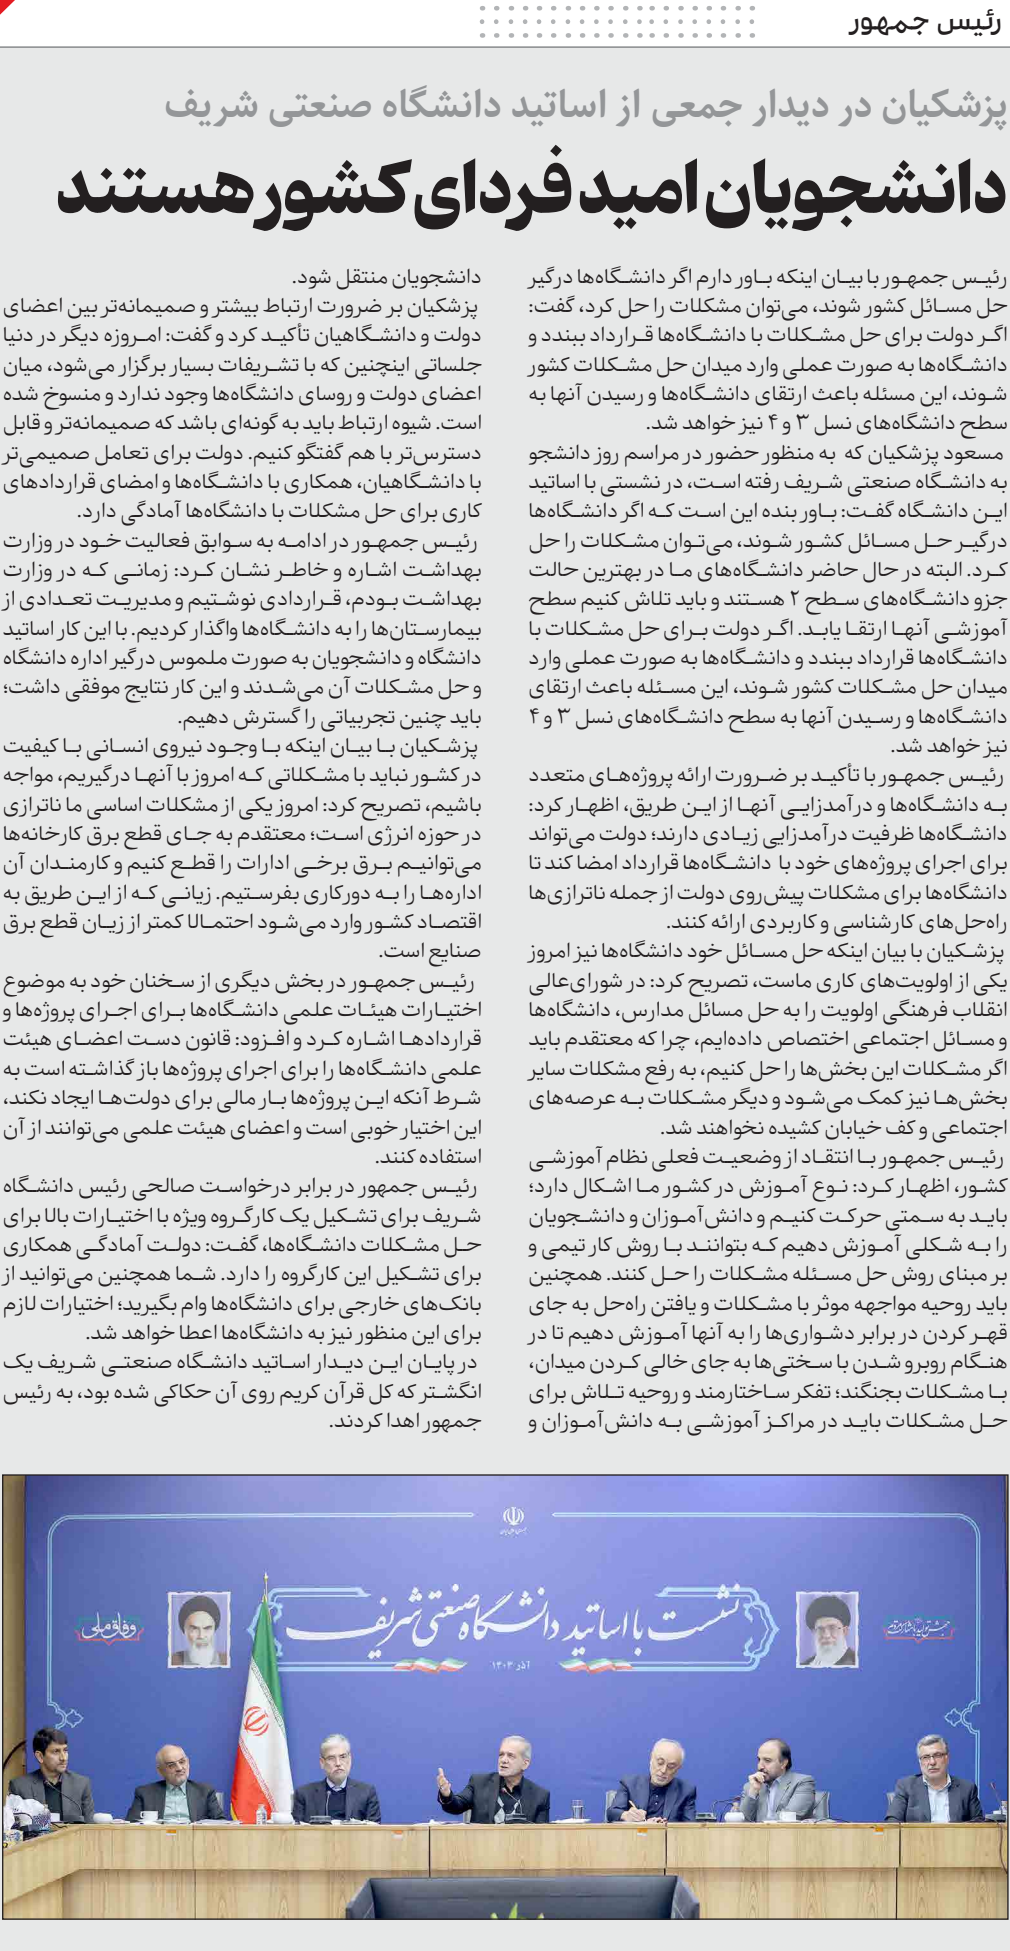 رئیس جمهور
پزشکیان در دیدار جمعی از اساتید دانشگاه صنعتی شریف
دانشجویان امید فردای کشور هستند
رئیس جمهور با بیان اینکه باور دارم اگر دانشگاه‌ها درگیر
حل مسائل کشور شوند، می‌توان مشکلات را حل کرد، گفت:
اگر دولت برای حل مشکلات با دانشگاه‌ها قرارداد ببندد و
دانشگاه‌ها به صورت عملی وارد میدان حل مشکلات کشور
شوند، این مسئله باعث ارتقای دانشگاه‌ها و رسیدن آنها به
سطح دانشگاه‌های نسل ۳ و ۴ نیز خواهد شد.
مسعود پزشکیان که به منظور حضور در مراسم روز دانشجو
به دانشگاه صنعتی شریف رفته است، در نشستی با اساتید
این دانشگاه گفت: باور بنده این است که اگر دانشگاه‌ها
درگیر حل مسائل کشور شوند، می‌توان مشکلات را حل
کرد. البته در حال حاضر دانشگاه‌های ما در بهترین حالت
جزو دانشگاه‌های سطح ۲ هستند و باید تلاش کنیم سطح
آموزشی آنها ارتقا یابد. اگر دولت برای حل مشکلات با
دانشگاه‌ها قرارداد ببندد و دانشگاه‌ها به صورت عملی وارد
میدان حل مشکلات کشور شوند، این مسئله باعث ارتقای
دانشگاه‌ها و رسیدن آنها به سطح دانشگاه‌های نسل ۳ و ۴
نیز خواهد شد.
رئیس جمهور با تأکید بر ضرورت ارائه پروژه‌های متعدد
به دانشگاه‌ها و درآمدزایی آنها از این طریق، اظهار کرد:
دانشگاه‌ها ظرفیت درآمدزایی زیادی دارند؛ دولت می‌تواند
برای اجرای پروژه‌های خود با دانشگاه‌ها قرارداد امضا کند تا
دانشگاه‌ها برای مشکلات پیش‌روی دولت از جمله ناترازی‌ها
راه‌حل‌های کارشناسی و کاربردی ارائه کنند.
پزشکیان با بیان اینکه حل مسائل خود دانشگاه‌ها نیز امروز
یکی از اولویت‌های کاری ماست، تصریح کرد: در شورای‌عالی
انقلاب فرهنگی اولویت را به حل مسائل مدارس، دانشگاه‌ها
و مسائل اجتماعی اختصاص داده‌ایم، چرا که معتقدم باید
اگر مشکلات این بخش‌ها را حل کنیم، به رفع مشکلات سایر
بخش‌ها نیز کمک می‌شود و دیگر مشکلات به عرصه‌های
اجتماعی و کف خیابان کشیده نخواهند شد.
رئیس جمهور با انتقاد از وضعیت فعلی نظام آموزشی
کشور، اظهار کرد: نوع آموزش در کشور ما اشکال دارد؛
باید به سمتی حرکت کنیم و دانش‌آموزان و دانشجویان
را به شکلی آموزش دهیم که بتوانند با روش کار تیمی و
بر مبنای روش حل مسئله مشکلات را حل کنند. همچنین
باید روحیه مواجهه موثر با مشکلات و یافتن راه‌حل به جای
قهر کردن در برابر دشواری‌ها را به آنها آموزش دهیم تا در
هنگام روبرو شدن با سختی‌ها به جای خالی کردن میدان،
با مشکلات بجنگند؛ تفکر ساختارمند و روحیه تلاش برای
حل مشکلات باید در مراکز آموزشی به دانش‌آموزان و
دانشجویان منتقل شود.
پزشکیان بر ضرورت ارتباط بیشتر و صمیمانه‌تر بین اعضای
دولت و دانشگاهیان تأکید کرد و گفت: امروزه دیگر در دنیا
جلساتی اینچنین که با تشریفات بسیار برگزار می‌شود، میان
اعضای دولت و روسای دانشگاه‌ها وجود ندارد و منسوخ شده
است. شیوه ارتباط باید به گونه‌ای باشد که صمیمانه‌تر و قابل
دسترس‌تر با هم گفتگو کنیم. دولت برای تعامل صمیمی‌تر
با دانشگاهیان، همکاری با دانشگاه‌ها و امضای قراردادهای
کاری برای حل مشکلات با دانشگاه‌ها آمادگی دارد.
رئیس جمهور در ادامه به سوابق فعالیت خود در وزارت
بهداشت اشاره و خاطر نشان کرد: زمانی که در وزارت
بهداشت بودم، قراردادی نوشتیم و مدیریت تعدادی از
بیمارستان‌ها را به دانشگاه‌ها واگذار کردیم. با این کار اساتید
دانشگاه و دانشجویان به صورت ملموس درگیر اداره دانشگاه
و حل مشکلات آن می‌شدند و این کار نتایج موفقی داشت؛
باید چنین تجربیاتی را گسترش دهیم.
پزشکیان با بیان اینکه با وجود نیروی انسانی با کیفیت
در کشور نباید با مشکلاتی که امروز با آنها درگیریم، مواجه
باشیم، تصریح کرد: امروز یکی از مشکلات اساسی ما ناترازی
در حوزه انرژی است؛ معتقدم به جای قطع برق کارخانه‌ها
می‌توانیم برق برخی ادارات را قطع کنیم و کارمندان آن
اداره‌ها را به دورکاری بفرستیم. زیانی که از این طریق به
اقتصاد کشور وارد می‌شود احتمالا کمتر از زیان قطع برق
صنایع است.
رئیس جمهور در بخش دیگری از سخنان خود به موضوع
اختیارات هیئات علمی دانشگاه‌ها برای اجرای پروژه‌ها و
قراردادها اشاره کرد و افزود: قانون دست اعضای هیئت
علمی دانشگاه‌ها را برای اجرای پروژه‌ها باز گذاشته است به
شرط آنکه این پروژه‌ها بار مالی برای دولت‌ها ایجاد نکند،
این اختیار خوبی است و اعضای هیئت علمی می‌توانند از آن
استفاده کنند.
رئیس جمهور در برابر درخواست صالحی رئیس دانشگاه
شریف برای تشکیل یک کارگروه ویژه با اختیارات بالا برای
حل مشکلات دانشگاه‌ها، گفت: دولت آمادگی همکاری
برای تشکیل این کارگروه را دارد. شما همچنین می‌توانید از
بانک‌های خارجی برای دانشگاه‌ها وام بگیرید؛ اختیارات لازم
برای این منظور نیز به دانشگاه‌ها اعطا خواهد شد.
در پایان این دیدار اساتید دانشگاه صنعتی شریف یک
انگشتر که کل قرآن کریم روی آن حکاکی شده بود، به رئیس
جمهور اهدا کردند.
نشست با اساتید دانشگاه صنعتی شریف
آذر ۱۴۰۳
وفاق ملی